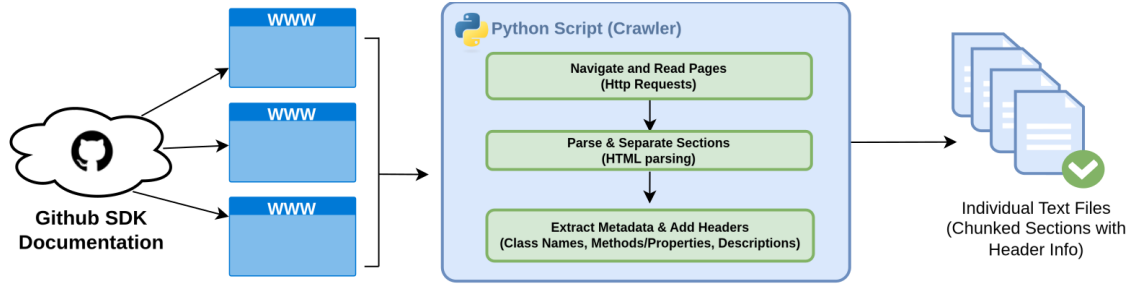 Github SDK
Documentation
WWW
WWW
WWW
Python Script (Crawler)
Navigate and Read Pages
(Http Requests)
Parse & Separate Sections
(HTML parsing)
Extract Metadata & Add Headers
(Class Names, Methods/Properties, Descriptions)
Individual Text Files
(Chunked Sections with
Header Info)